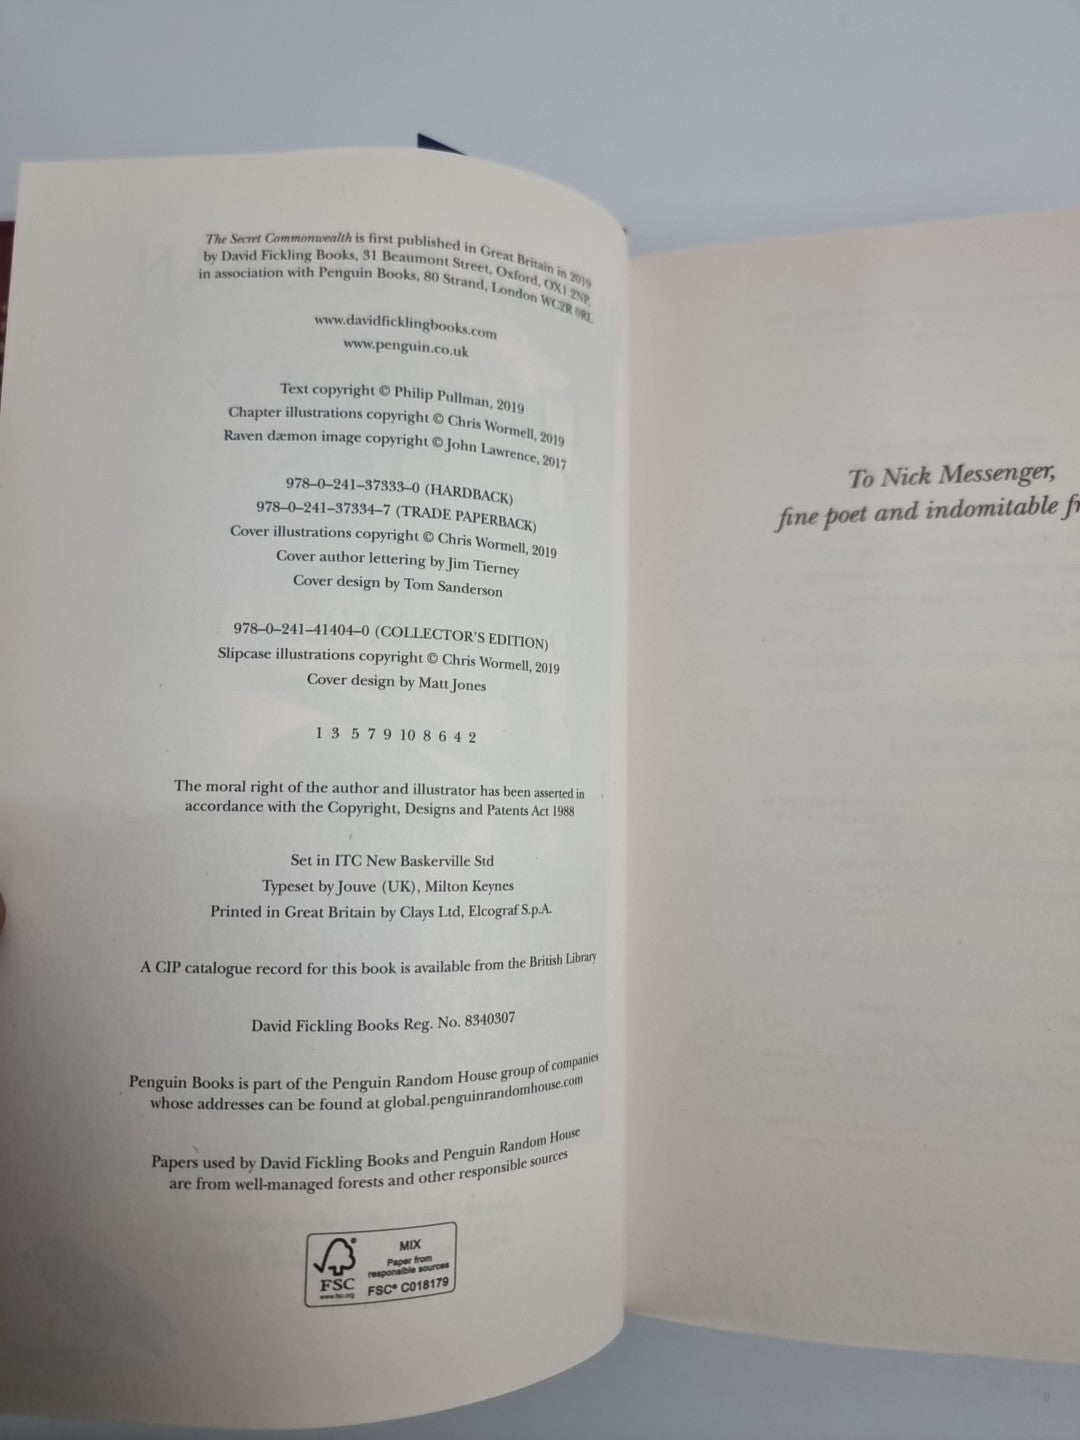 The Secret Commonwealth is first published in Great Britain in 2019
by David Fickling Books, 31 Beaumont Street, Oxford, OX1 2NP,
in association with Penguin Books, 80 Strand, London WC2R 0RL
www.davidficklingbooks.com
www.penguin.co.uk
Text copyright © Philip Pullman, 2019
Chapter illustrations copyright © Chris Wormell, 2019
Raven dæmon image copyright © John Lawrence, 2017
978–0–241–37333–0 (HARDBACK)
978–0–241–37334–7 (TRADE PAPERBACK)
Cover illustrations copyright © Chris Wormell, 2019
Cover author lettering by Jim Tierney
Cover design by Tom Sanderson
978–0–241–41404–0 (COLLECTOR'S EDITION)
Slipcase illustrations copyright © Chris Wormell, 2019
Cover design by Matt Jones
1 3 5 7 9 10 8 6 4 2
The moral right of the author and illustrator has been asserted in
accordance with the Copyright, Designs and Patents Act 1988
Set in ITC New Baskerville Std
Typeset by Jouve (UK), Milton Keynes
Printed in Great Britain by Clays Ltd, Elcograf S.p.A.
A CIP catalogue record for this book is available from the British Library
David Fickling Books Reg. No. 8340307
Penguin Books is part of the Penguin Random House group of companies
whose addresses can be found at global.penguinrandomhouse.com
Papers used by David Fickling Books and Penguin Random House
are from well-managed forests and other responsible sources
MIX
Paper from
responsible sources
FSC® C018179
FSC
www.fsc.org
To Nick Messenger,
fine poet and indomitable fr